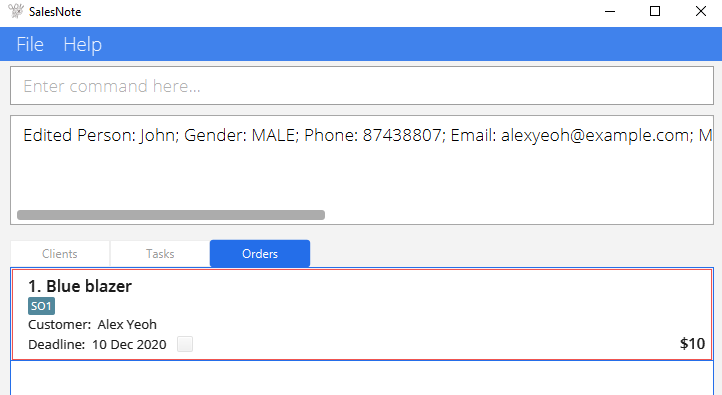 SalesNote
File Help
Enter command here...
Edited Person: John; Gender: MALE; Phone: 87438807; Email: alexyeoh@example.com; M
Clients Tasks Orders
1. Blue blazer
SO1
Customer: Alex Yeoh
Deadline: 10 Dec 2020
$10